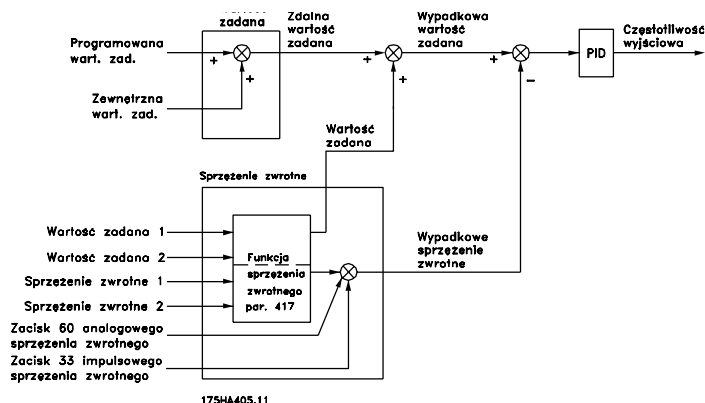 zadana
Programowana
wart. zad.
Zdalna
wartość
zadana
Wypadkowa
wartość
zadana
Częstotliwość
wyjściowa
PID
+
+
+
+
+
−
Zewnętrzna
wart. zad.
Wartość
zadana
Sprzężenie zwrotne
Wartość zadana 1
Wartość zadana 2
Sprzężenie zwrotne 1
Sprzężenie zwrotne 2
Funkcja
sprzężenia
zwrotnego
par. 417
Wypadkowe
sprzężenie
zwrotne
Zacisk 60 analogowego
sprzężenia zwrotnego
Zacisk 33 impulsowego
sprzężenia zwrotnego
175HA405.11